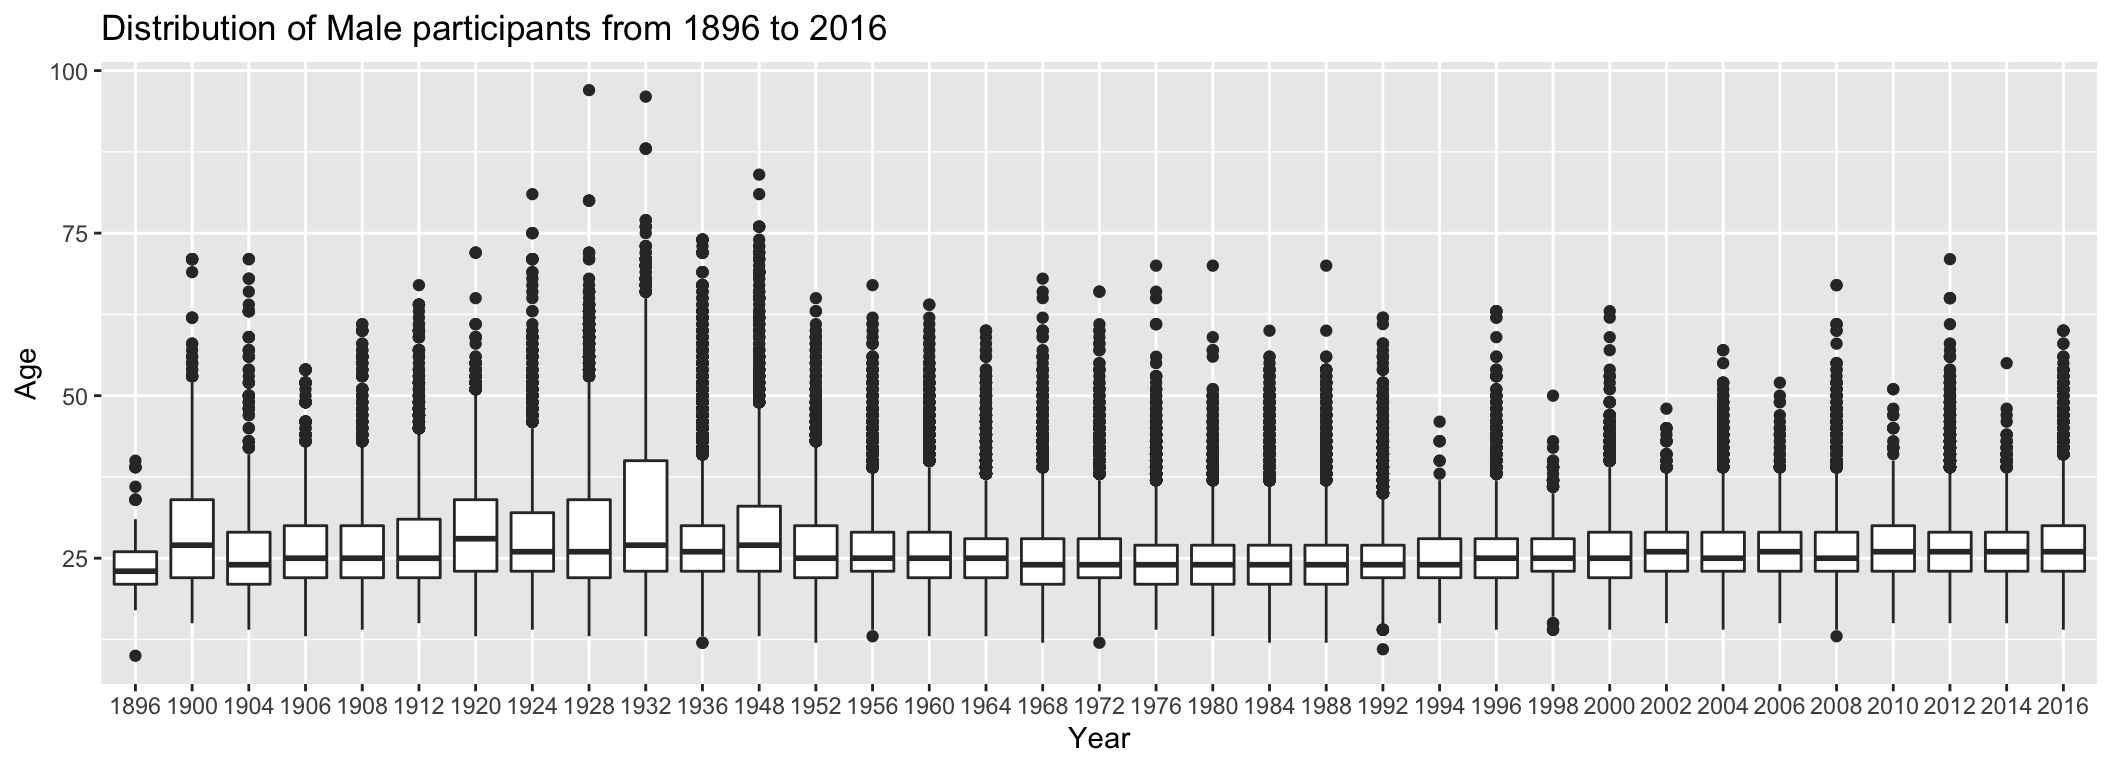 Distribution of Male participants from 1896 to 2016
100
75
50
25
Age
1896 1900 1904 1906 1908 1912 1920 1924 1928 1932 1936 1948 1952 1956 1960 1964 1968 1972 1976 1980 1984 1988 1992 1994 1996 1998 2000 2002 2004 2006 2008 2010 2012 2014 2016
Year